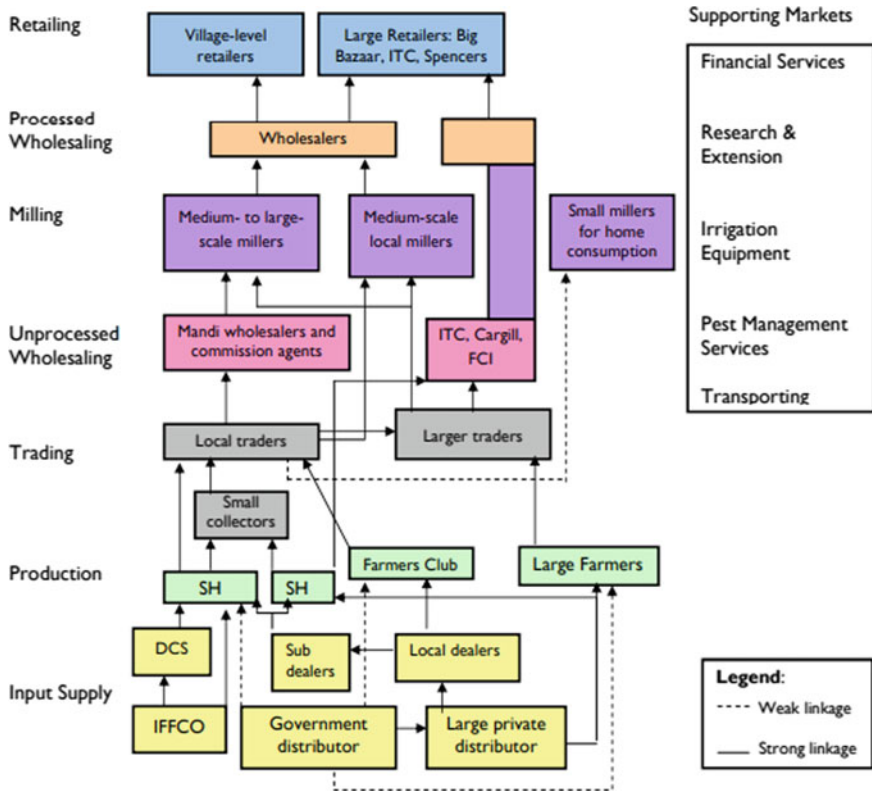 Retailing
Village-level
retailers
Large Retailers: Big
Bazaar, ITC, Spencers
Supporting Markets
Financial Services
Research &
Extension
Irrigation
Equipment
Pest Management
Services
Transporting
Processed
Wholesaling
Wholesalers
Milling
Medium- to large-
scale millers
Medium-scale
local millers
Small millers
for home
consumption
Unprocessed
Wholesaling
Mandi wholesalers and
commission agents
ITC, Cargill,
FCI
Trading
Local traders
Larger traders
Small
collectors
Production
SH
SH
Farmers Club
Large Farmers
Input Supply
DCS
Sub
dealers
Local dealers
IFFCO
Government
distributor
Large private
distributor
Legend:
Weak linkage
Strong linkage